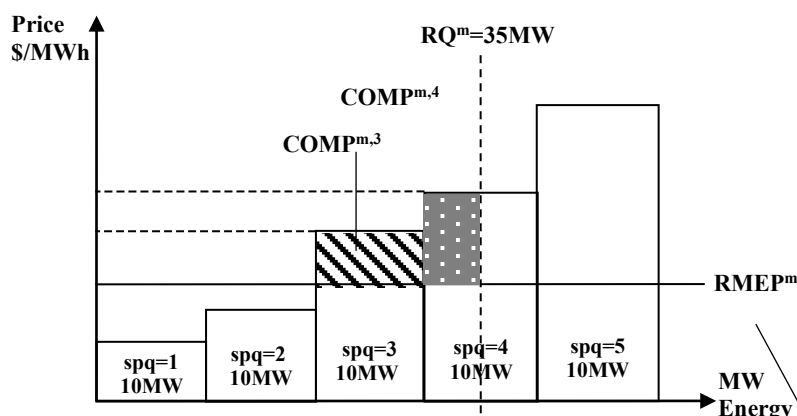 Price
$/MWh
RQᵐ=35MW
COMPᵐ,⁴
COMPᵐ,³
RMEPᵐ
spq=1
10MW
spq=2
10MW
spq=3
10MW
spq=4
10MW
spq=5
10MW
MW
Energy